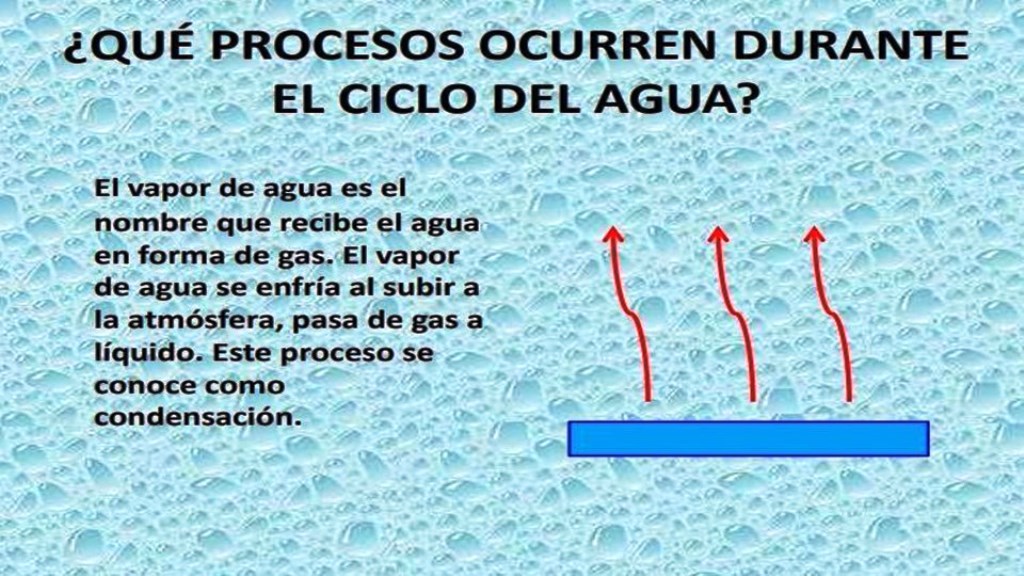 ¿QUÉ PROCESOS OCURREN DURANTE
EL CICLO DEL AGUA?
El vapor de agua es el
nombre que recibe el agua
en forma de gas. El vapor
de agua se enfría al subir a
la atmósfera, pasa de gas a
líquido. Este proceso se
conoce como
condensación.